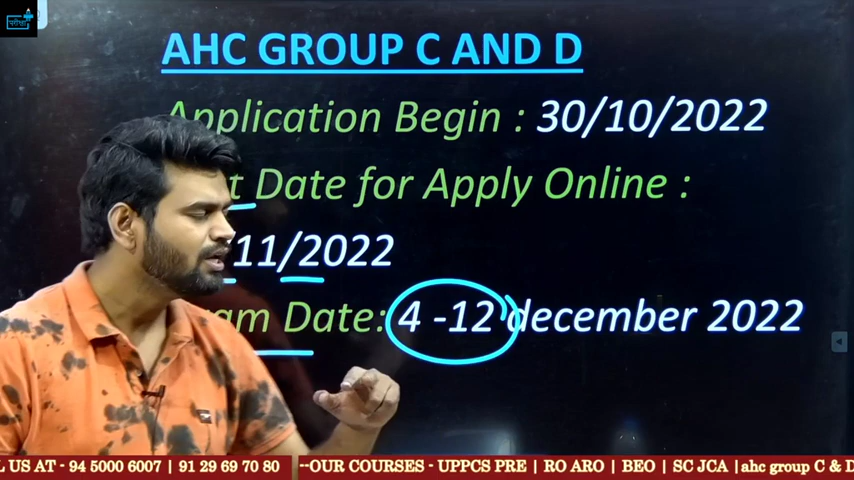 परीक्षा
AHC GROUP C AND D
Application Begin : 30/10/2022
Date for Apply Online :
11/2022
Date: 4 -12 december 2022
US AT - 94 5000 6007 | 91 29 69 70 80 --OUR COURSES - UPPCS PRE | RO ARO | BEO | SC JCA |ahc group C & D